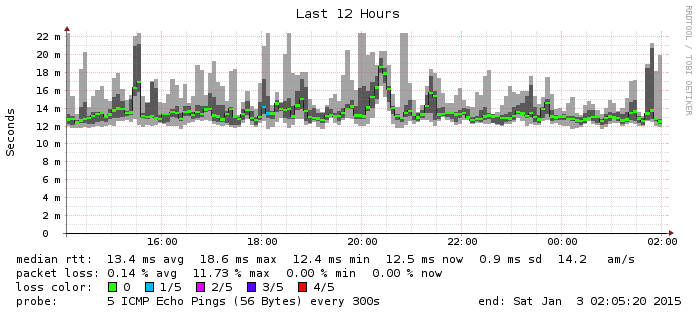 Last 12 Hours
RRDTOOL / TOBI OETIKER
Seconds
22 m
20 m
18 m
16 m
14 m
12 m
10 m
8 m
6 m
4 m
2 m
0
16:00 18:00 20:00 22:00 00:00 02:00
median rtt: 13.4 ms avg 18.6 ms max 12.4 ms min 12.5 ms now 0.9 ms sd 14.2 am/s
packet loss: 0.14 % avg 11.73 % max 0.00 % min 0.00 % now
loss color: 0 1/5 2/5 3/5 4/5
probe: 5 ICMP Echo Pings (56 Bytes) every 300s end: Sat Jan 3 02:05:20 2015